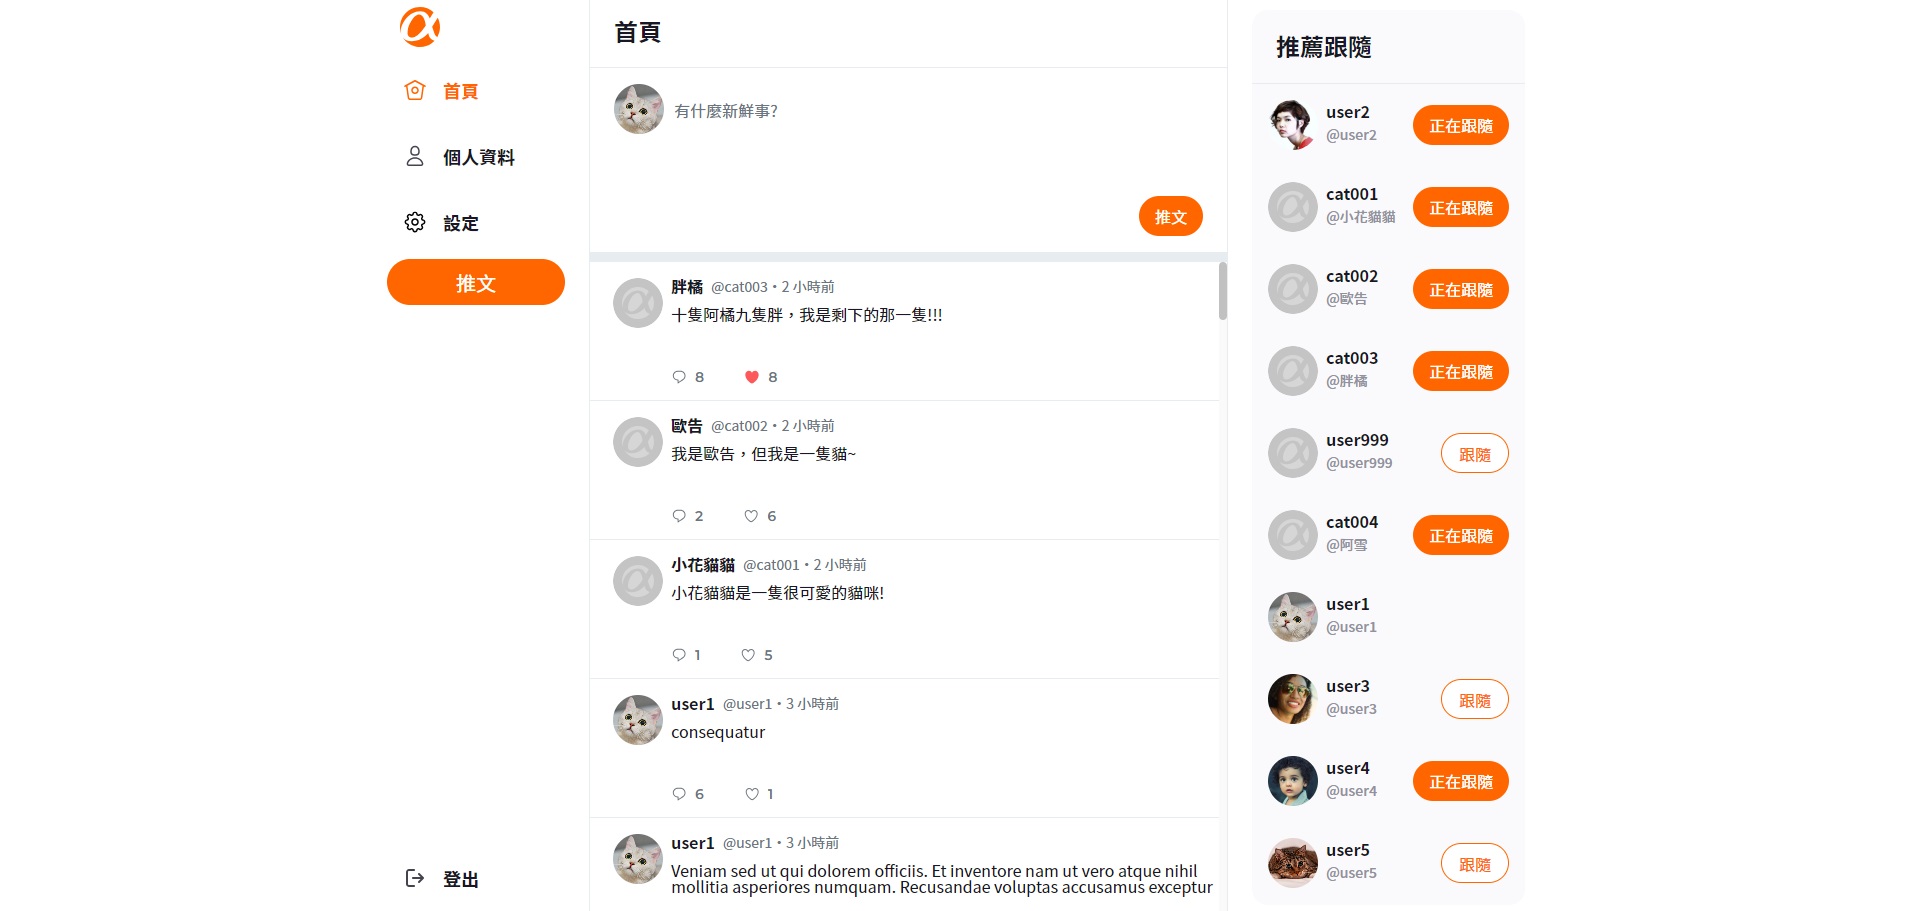 首頁
個人資料
設定
推文
登出
首頁
有什麼新鮮事?
推文
胖橘 @cat003・2 小時前
十隻阿橘九隻胖，我是剩下的那一隻!!!
8 8
歐告 @cat002・2 小時前
我是歐告，但我是一隻貓~
2 6
小花貓貓 @cat001・2 小時前
小花貓貓是一隻很可愛的貓咪!
1 5
user1 @user1・3 小時前
consequatur
6 1
user1 @user1・3 小時前
Veniam sed ut qui dolorem officiis. Et inventore nam ut vero atque nihil
mollitia asperiores numquam. Recusandae voluptas accusamus exceptur
推薦跟隨
user2
@user2
正在跟隨
cat001
@小花貓貓
正在跟隨
cat002
@歐告
正在跟隨
cat003
@胖橘
正在跟隨
user999
@user999
跟隨
cat004
@阿雪
正在跟隨
user1
@user1
user3
@user3
跟隨
user4
@user4
正在跟隨
user5
@user5
跟隨